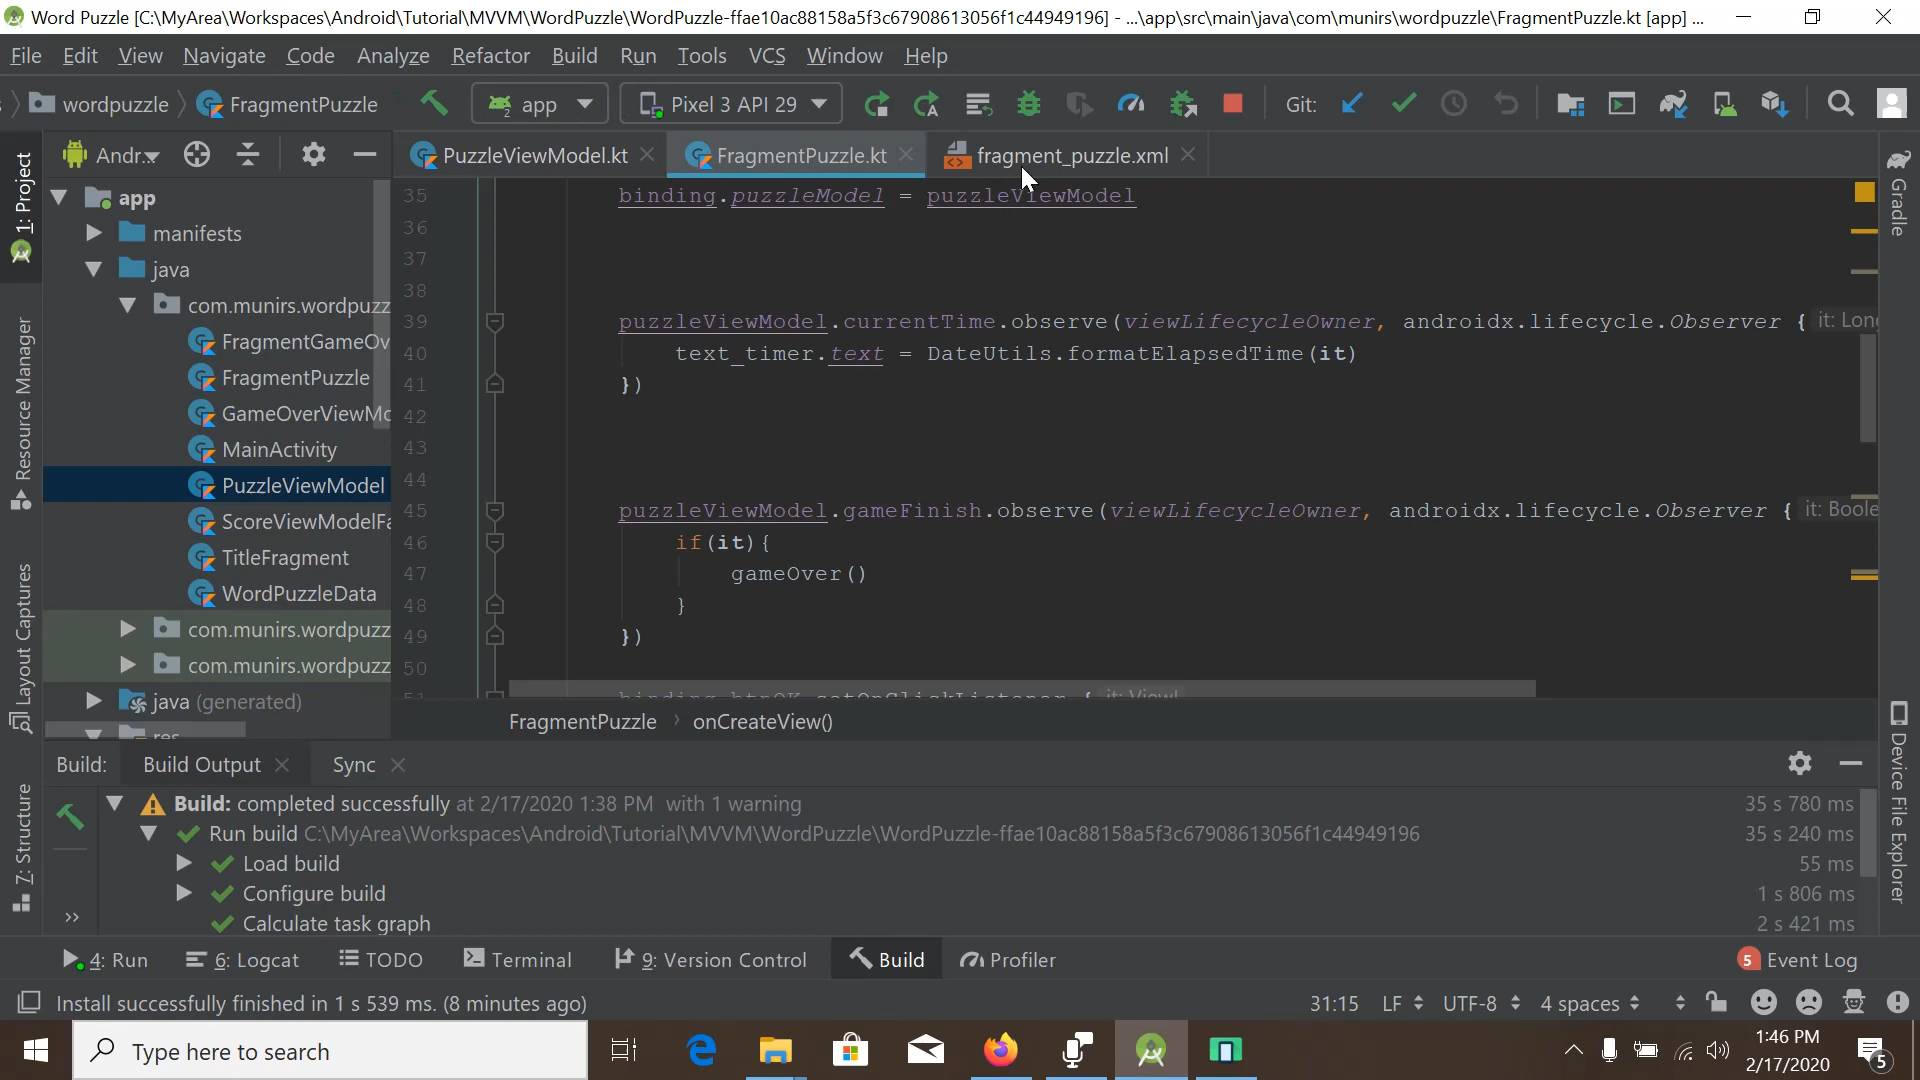 Word Puzzle [C:\MyArea\Workspaces\Android\Tutorial\MVVM\WordPuzzle\WordPuzzle-ffae10ac88158a5f3c67908613056f1c44949196] - ...\app\src\main\java\com\munirs\wordpuzzle\FragmentPuzzle.kt [app] ...
File Edit View Navigate Code Analyze Refactor Build Run Tools VCS Window Help
wordpuzzle FragmentPuzzle app Pixel 3 API 29 Git:
1: Project
Resource Manager
Layout Captures
7: Structure
Andr...
PuzzleViewModel.kt FragmentPuzzle.kt fragment_puzzle.xml
app
manifests
java
com.munirs.wordpuzz
FragmentGameOv
FragmentPuzzle
GameOverViewMo
MainActivity
PuzzleViewModel
ScoreViewModelFa
TitleFragment
WordPuzzleData
com.munirs.wordpuzz
com.munirs.wordpuzz
java (generated)
res
35 binding.puzzleModel = puzzleViewModel
36
37
38
39 puzzleViewModel.currentTime.observe(viewLifecycleOwner, androidx.lifecycle.Observer { it: Lon
40 text_timer.text = DateUtils.formatElapsedTime(it)
41 })
42
43
44
45 puzzleViewModel.gameFinish.observe(viewLifecycleOwner, androidx.lifecycle.Observer { it: Boole
46 if(it){
47 gameOver()
48 }
49 })
50
51 binding.btnOK.setOnClickListener { it: View!
FragmentPuzzle › onCreateView()
Gradle
Device File Explorer
Build: Build Output Sync
Build: completed successfully at 2/17/2020 1:38 PM with 1 warning 35 s 780 ms
Run build C:\MyArea\Workspaces\Android\Tutorial\MVVM\WordPuzzle\WordPuzzle-ffae10ac88158a5f3c67908613056f1c44949196 35 s 240 ms
Load build 55 ms
Configure build 1 s 806 ms
Calculate task graph 2 s 421 ms
4: Run 6: Logcat TODO Terminal 9: Version Control Build Profiler 5 Event Log
Install successfully finished in 1 s 539 ms. (8 minutes ago) 31:15 LF UTF-8 4 spaces
Type here to search
1:46 PM
2/17/2020
5